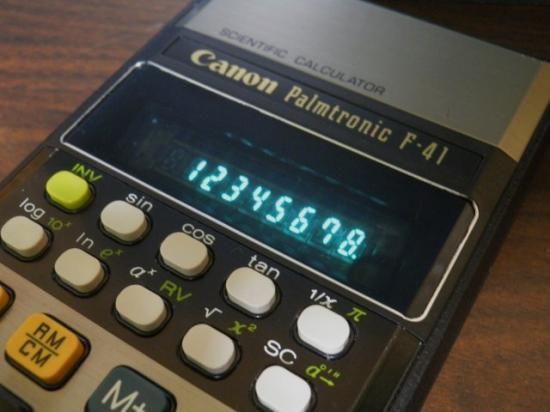 SCIENTIFIC CALCULATOR
Canon Palmtronic F-41
12345678.
INV sin cos tan 1/x π
log 10ˣ ln eˣ aˣ RV √ x² SC d→°'"
RM/CM M+